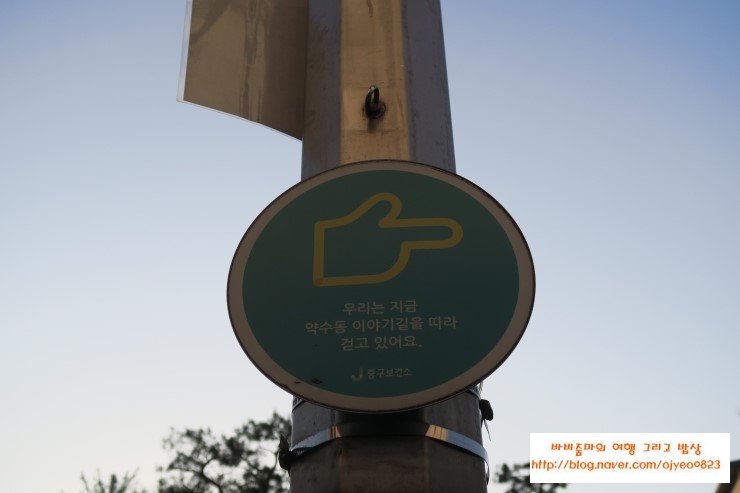 우리는 지금
약수동 이야기길을 따라
걷고 있어요.
중구보건소
바비줌마의 여행 그리고 밥상
http://blog.naver.com/ojyeo0823